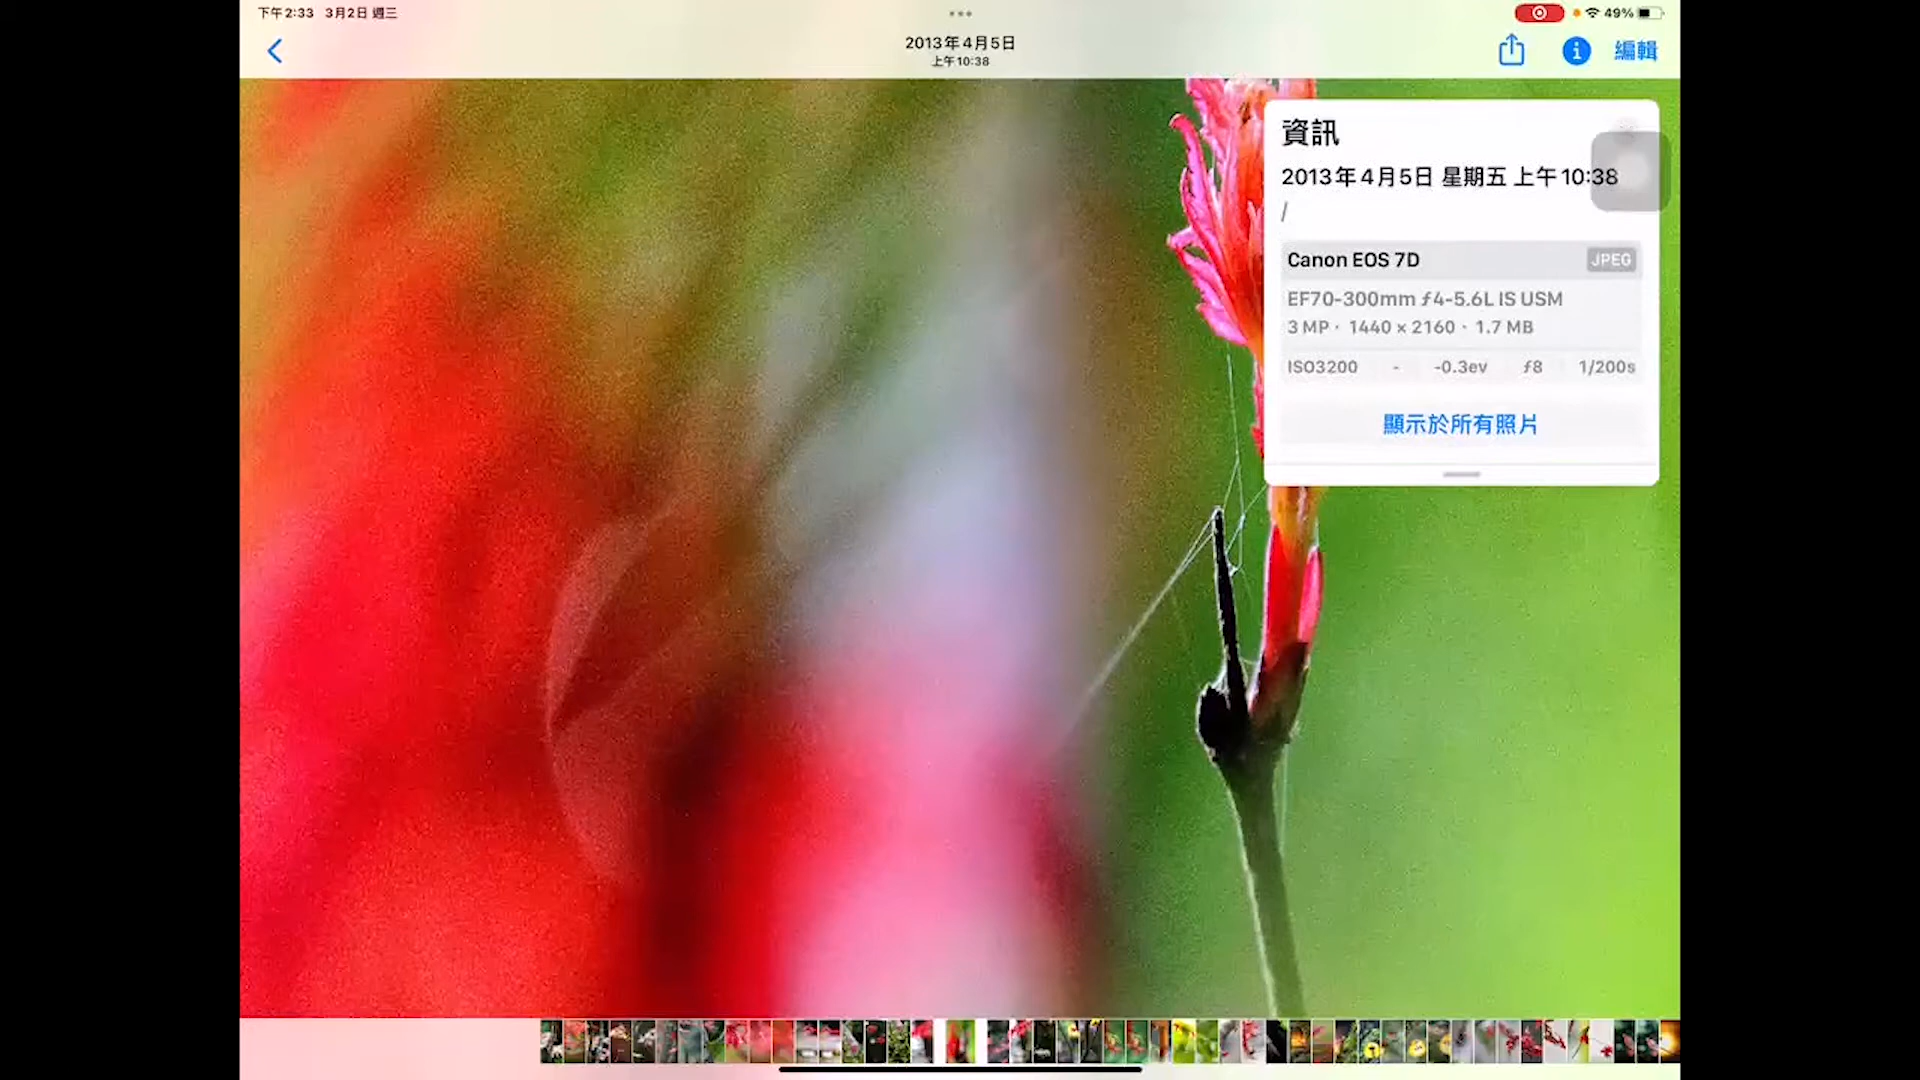 下午2:33 3月2日 週三
49%
2013年4月5日
上午10:38
編輯
資訊
2013年4月5日 星期五 上午10:38
/
Canon EOS 7D
JPEG
EF70-300mm ƒ4-5.6L IS USM
3 MP · 1440 × 2160 · 1.7 MB
ISO3200 - -0.3ev ƒ8 1/200s
顯示於所有照片